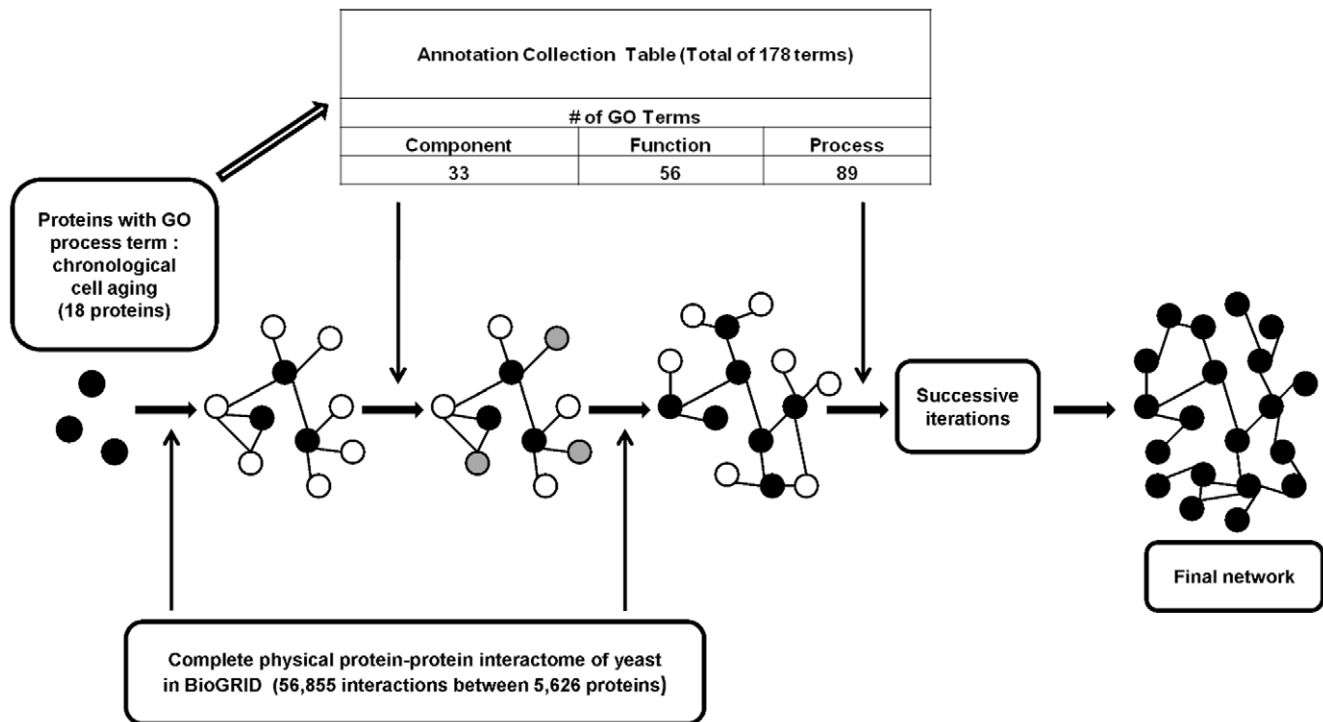 Annotation Collection Table (Total of 178 terms)
# of GO Terms
Component Function Process
33 56 89
Proteins with GO
process term :
chronological
cell aging
(18 proteins)
Successive
iterations
Final network
Complete physical protein-protein interactome of yeast
in BioGRID (56,855 interactions between 5,626 proteins)